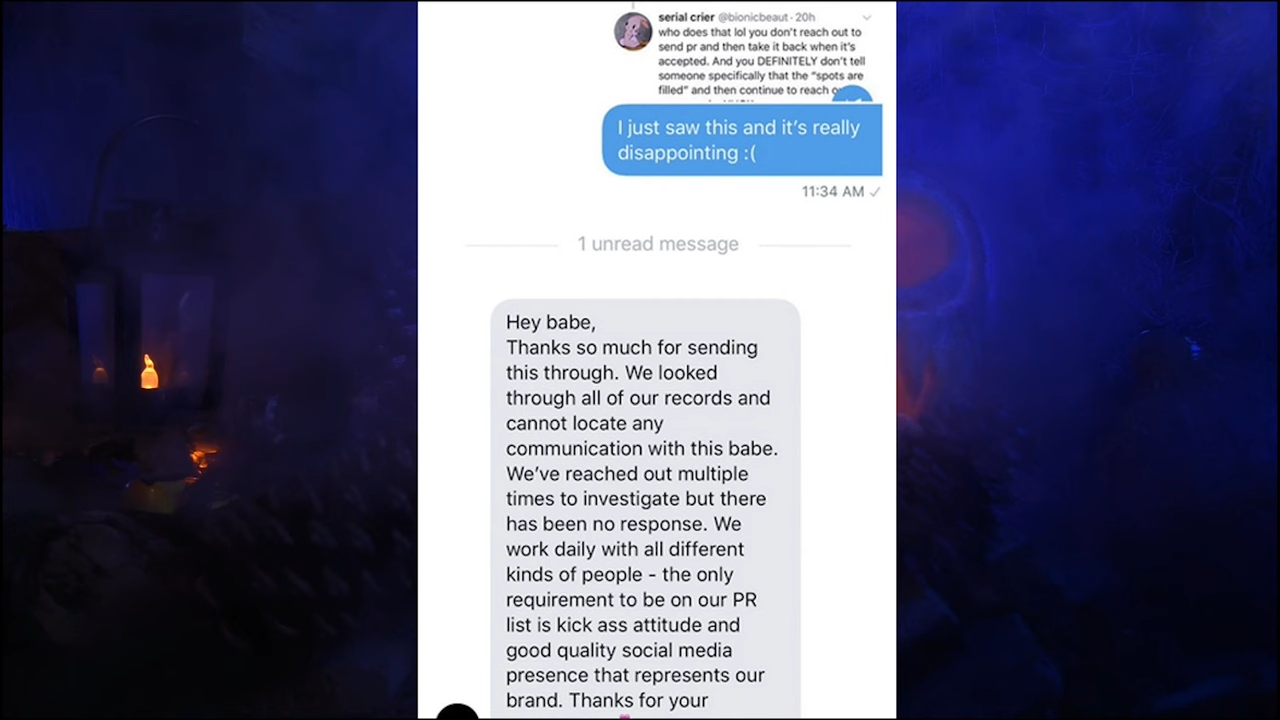 serial crier @bionicbeaut · 20h
who does that lol you don't reach out to
send pr and then take it back when it's
accepted. And you DEFINITELY don't tell
someone specifically that the “spots are
filled” and then continue to reach
I just saw this and it's really
disappointing :(
11:34 AM ✓
1 unread message
Hey babe,
Thanks so much for sending
this through. We looked
through all of our records and
cannot locate any
communication with this babe.
We've reached out multiple
times to investigate but there
has been no response. We
work daily with all different
kinds of people - the only
requirement to be on our PR
list is kick ass attitude and
good quality social media
presence that represents our
brand. Thanks for your